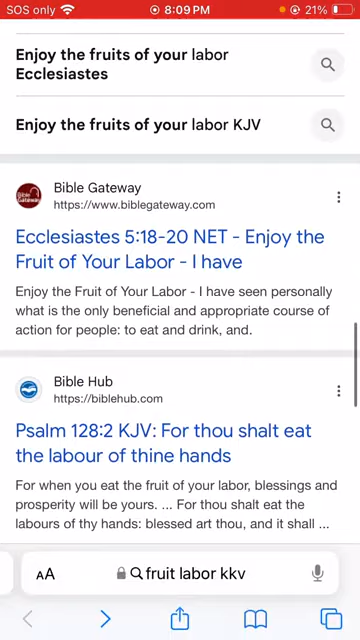 SOS only 8:09 PM 21%
Enjoy the fruits of your labor
Ecclesiastes
Enjoy the fruits of your labor KJV
Bible Gateway
https://www.biblegateway.com
Ecclesiastes 5:18-20 NET - Enjoy the
Fruit of Your Labor - I have
Enjoy the Fruit of Your Labor - I have seen personally
what is the only beneficial and appropriate course of
action for people: to eat and drink, and.
Bible Hub
https://biblehub.com
Psalm 128:2 KJV: For thou shalt eat
the labour of thine hands
For when you eat the fruit of your labor, blessings and
prosperity will be yours. ... For thou shalt eat the
labours of thy hands: blessed art thou, and it shall ...
AA fruit labor kkv